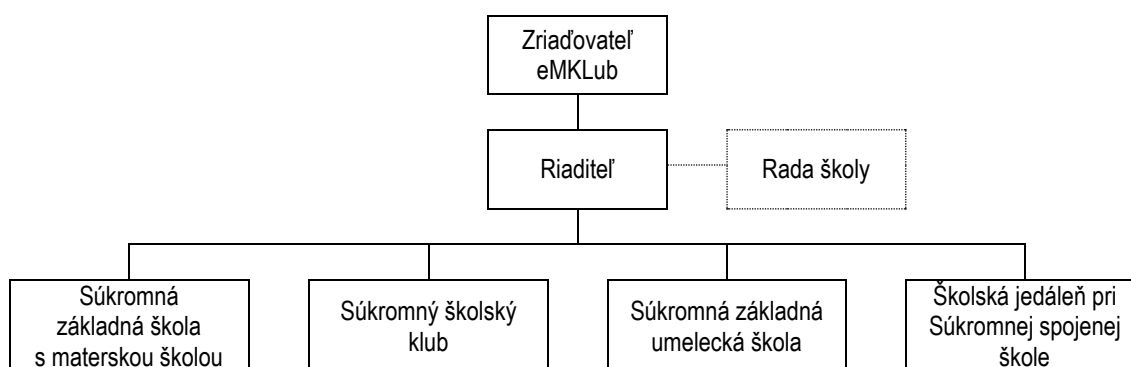 Zriaďovateľ
eMKLub
Riaditeľ
Rada školy
Súkromná
základná škola
s materskou školou
Súkromný školský
klub
Súkromná základná
umelecká škola
Školská jedáleň pri
Súkromnej spojenej
škole